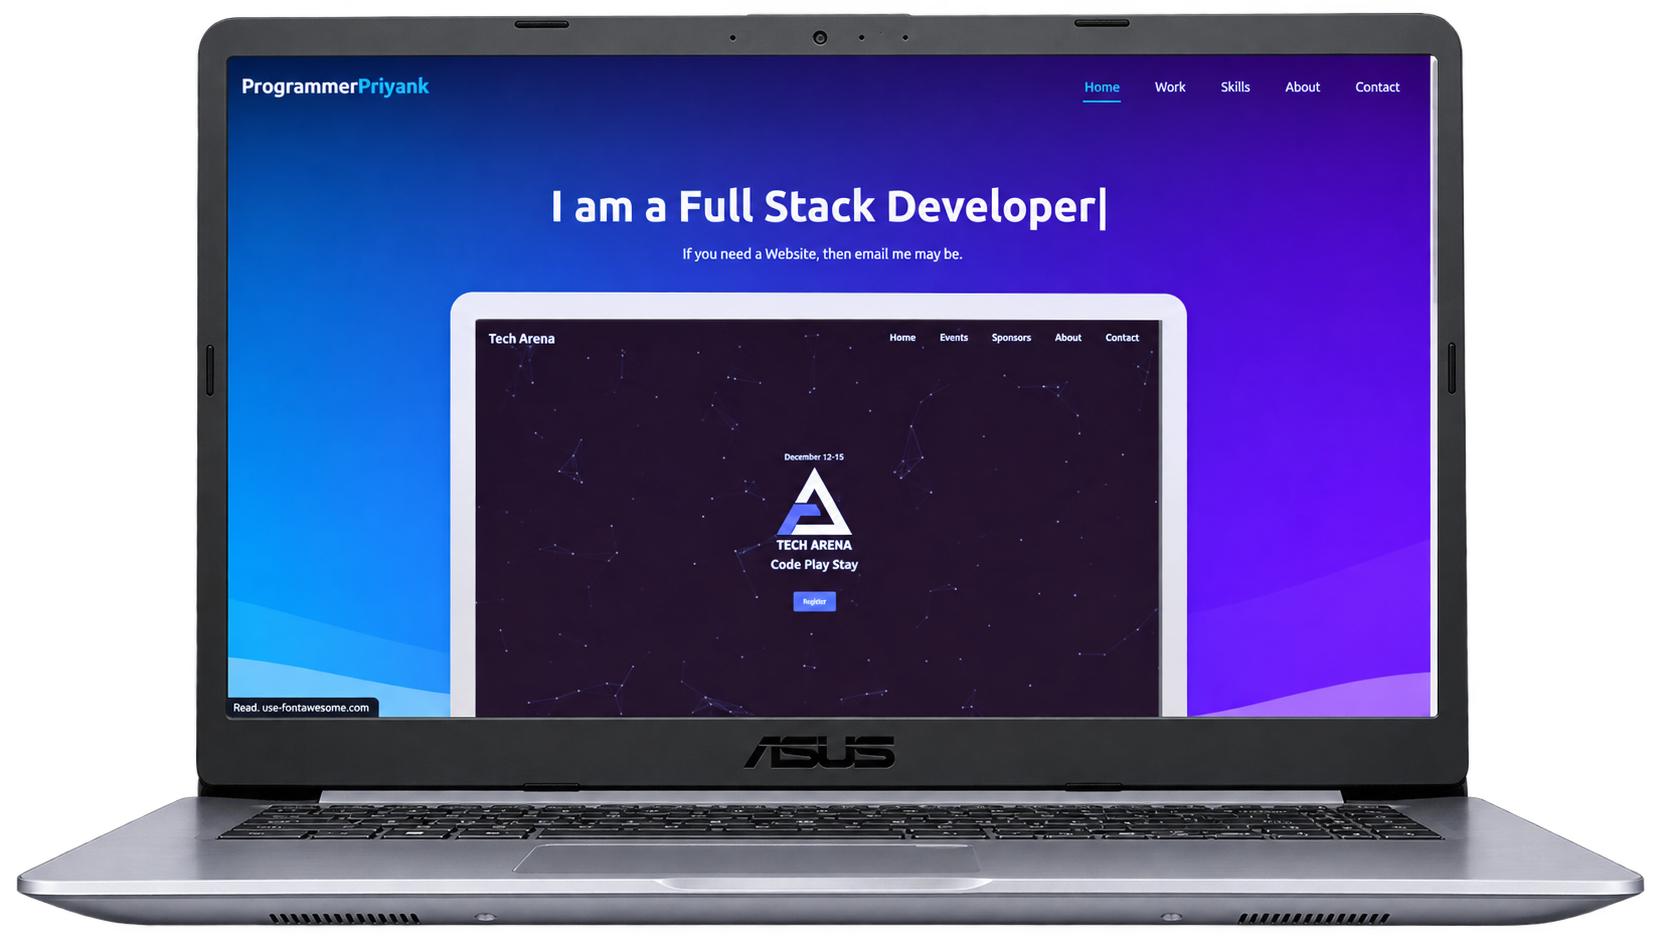 ProgrammerPriyank
Home Work Skills About Contact
I am a Full Stack Developer|
If you need a Website, then email me may be.
Tech Arena
Home Events Sponsors About Contact
December 12-15
TECH ARENA
Code Play Stay
Register
Read. use-fontawesome.com
ASUS